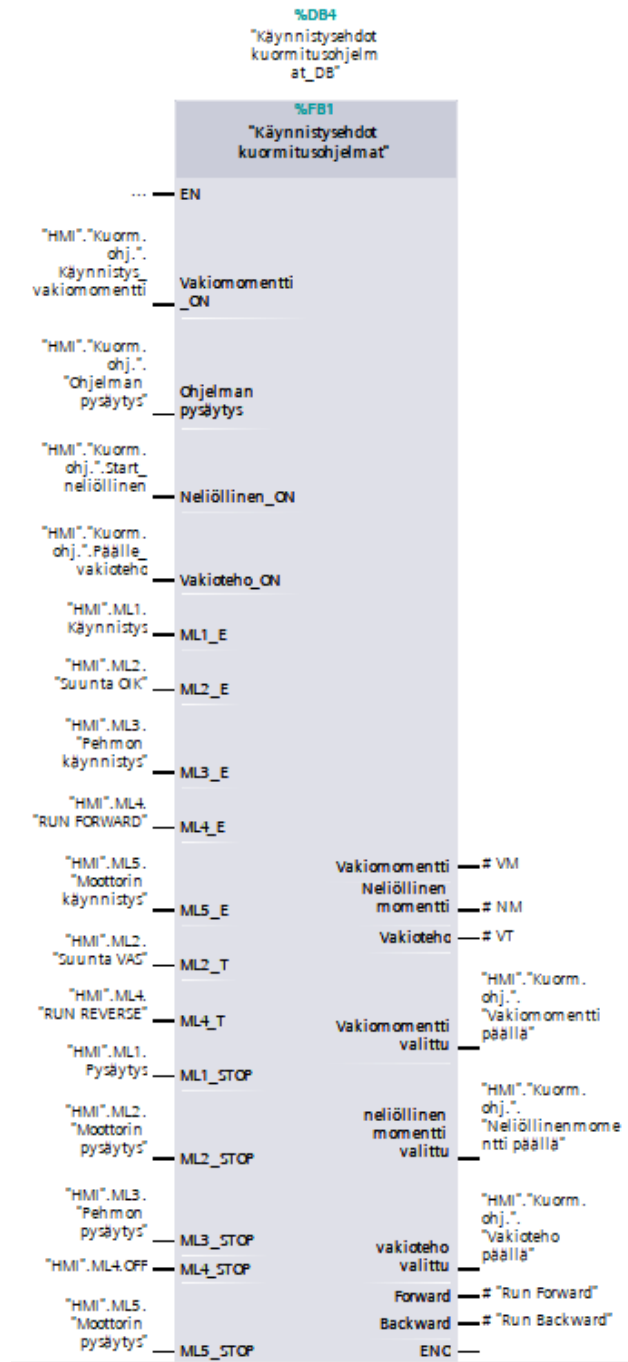 %DB4
"Käynnistysehdot
kuormitusohjelm
at_DB"
%FB1
"Käynnistysehdot
kuormitusohjelmat"
... EN
"HMI"."Kuorm.
ohj.".
Käynnistys_
vakiomomentti
Vakiomomentti
_ON
"HMI"."Kuorm.
ohj.".
"Ohjelman
pysäytys"
Ohjelman
pysäytys
"HMI"."Kuorm.
ohj.".Start_
neliöllinen
Neliöllinen_ON
"HMI"."Kuorm.
ohj.".Päälle_
vakioteho
Vakioteho_ON
"HMI".ML1.
Käynnistys
ML1_E
"HMI".ML2.
"Suunta OIK"
ML2_E
"HMI".ML3.
"Pehmon
käynnistys"
ML3_E
"HMI".ML4.
"RUN FORWARD"
ML4_E
"HMI".ML5.
"Moottorin
käynnistys"
ML5_E
"HMI".ML2.
"Suunta VAS"
ML2_T
"HMI".ML4.
"RUN REVERSE"
ML4_T
"HMI".ML1.
Pysäytys
ML1_STOP
"HMI".ML2.
"Moottorin
pysäytys"
ML2_STOP
"HMI".ML3.
"Pehmon
pysäytys"
ML3_STOP
"HMI".ML4.OFF
ML4_STOP
"HMI".ML5.
"Moottorin
pysäytys"
ML5_STOP
Vakiomomentti # VM
Neliöllinen
momentti # NM
Vakioteho # VT
Vakiomomentti
valittu
"HMI"."Kuorm.
ohj.".
"Vakiomomentti
päällä"
neliöllinen
momentti
valittu
"HMI"."Kuorm.
ohj.".
"Neliöllinenmome
ntti päällä"
vakioteho
valittu
"HMI"."Kuorm.
ohj.".
"Vakioteho
päällä"
Forward # "Run Forward"
Backward # "Run Backward"
ENO